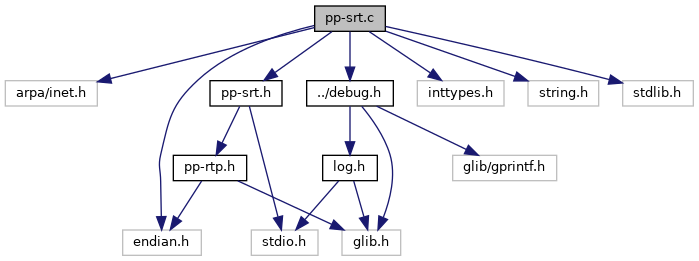 pp-srt.c
arpa/inet.h
pp-srt.h
../debug.h
inttypes.h
string.h
stdlib.h
pp-rtp.h
log.h
glib/gprintf.h
endian.h
stdio.h
glib.h